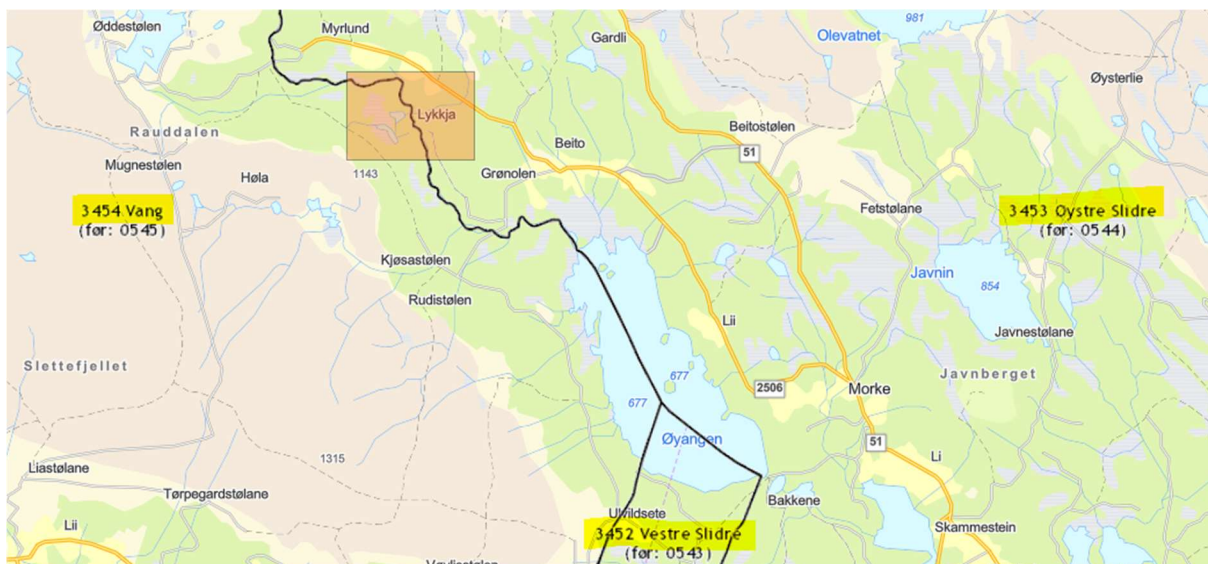 981
Øddestølen
Myrlund
Gardli
Olevatnet
Øysterlie
Lykkja
Rauddalen
Beitostølen
Beito
51
Mugnestølen
1143
Grønolen
Høla
3454 Vang
(før: 0545)
Fetstølane
3453 Oystre Slidre
(før: 0544)
Kjøsastølen
Javnin
854
Rudistølen
Lii
Javnestølane
Slettefjellet
677
Javnberget
2506
Morke
677
Øyangen
51
1315
Li
Liastølane
Tørpegardstølane
Bakkene
Ulvildsete
Lii
Skammestein
3452 Vestre Slidre
(før: 0543)